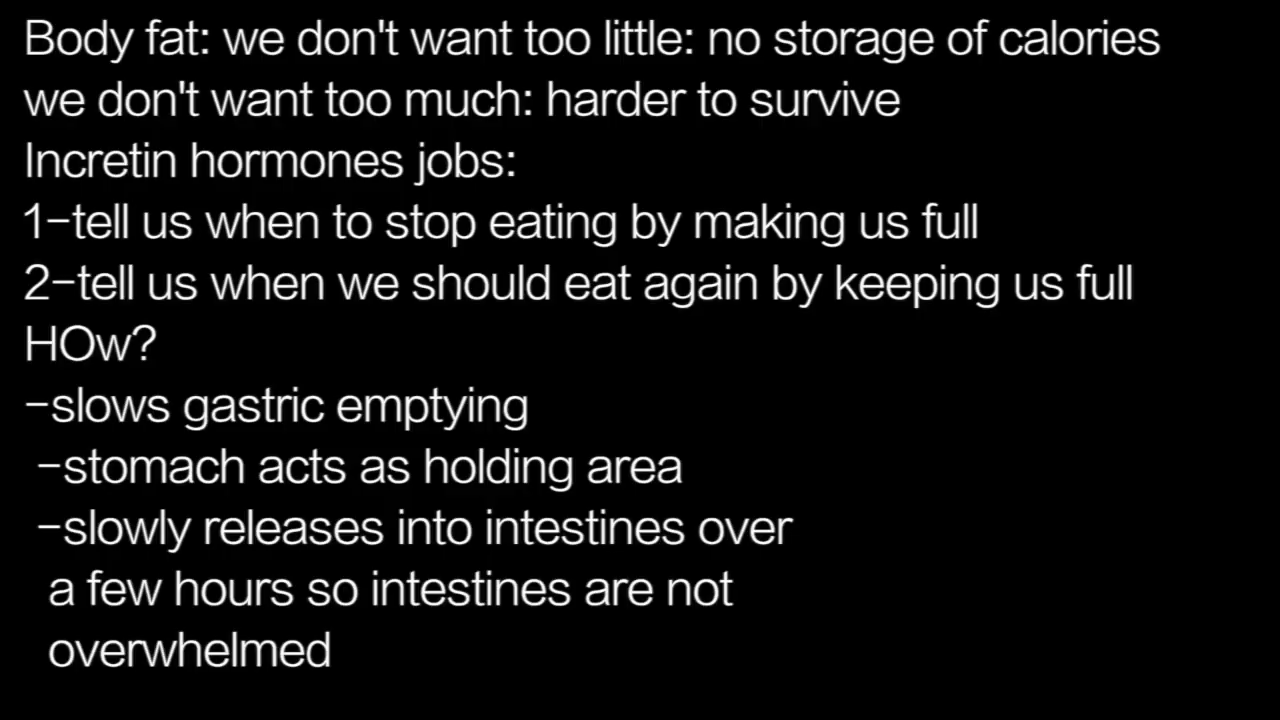 Body fat: we don't want too little: no storage of calories
we don't want too much: harder to survive
Incretin hormones jobs:
1-tell us when to stop eating by making us full
2-tell us when we should eat again by keeping us full
HOw?
-slows gastric emptying
-stomach acts as holding area
-slowly releases into intestines over
a few hours so intestines are not
overwhelmed